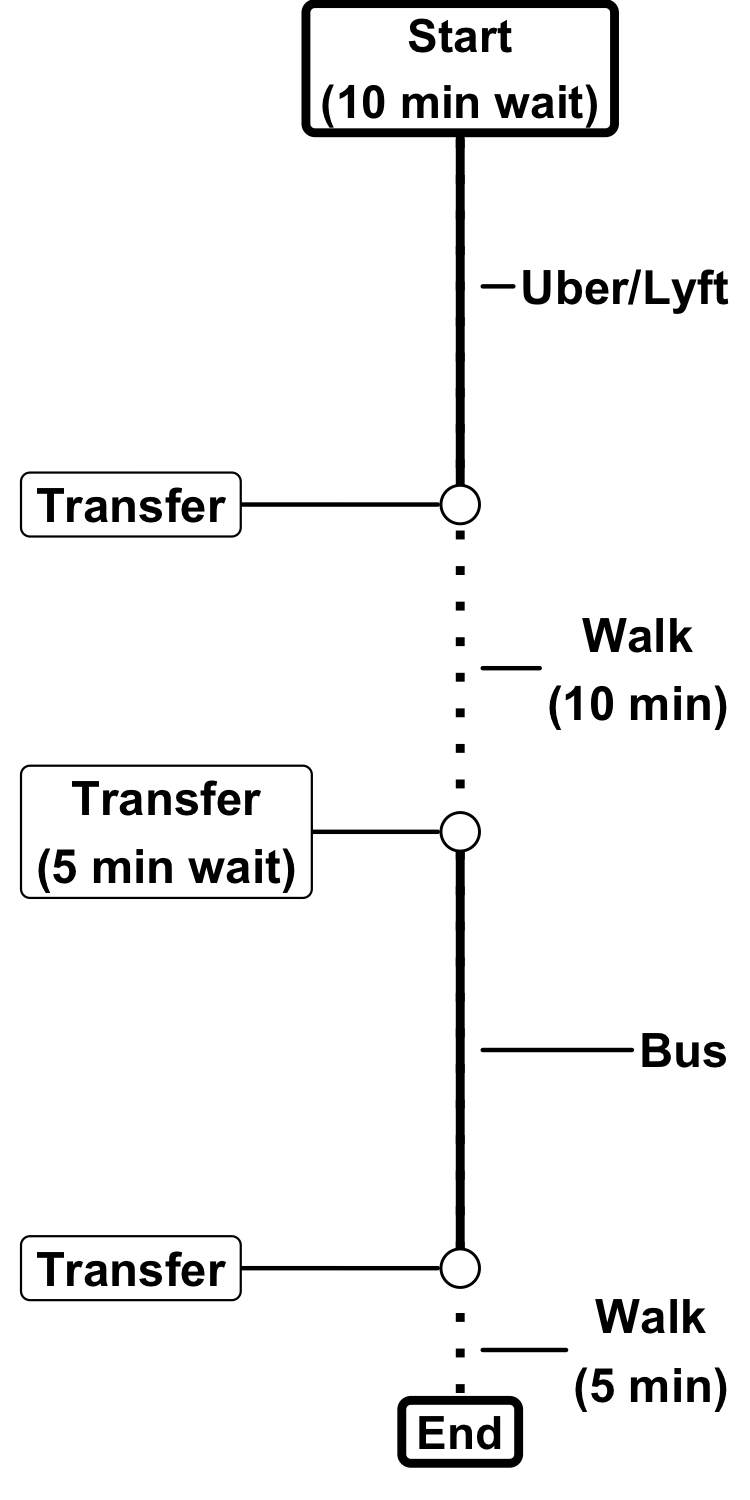 Start
(10 min wait)
Uber/Lyft
Transfer
Walk
(10 min)
Transfer
(5 min wait)
Bus
Transfer
Walk
(5 min)
End